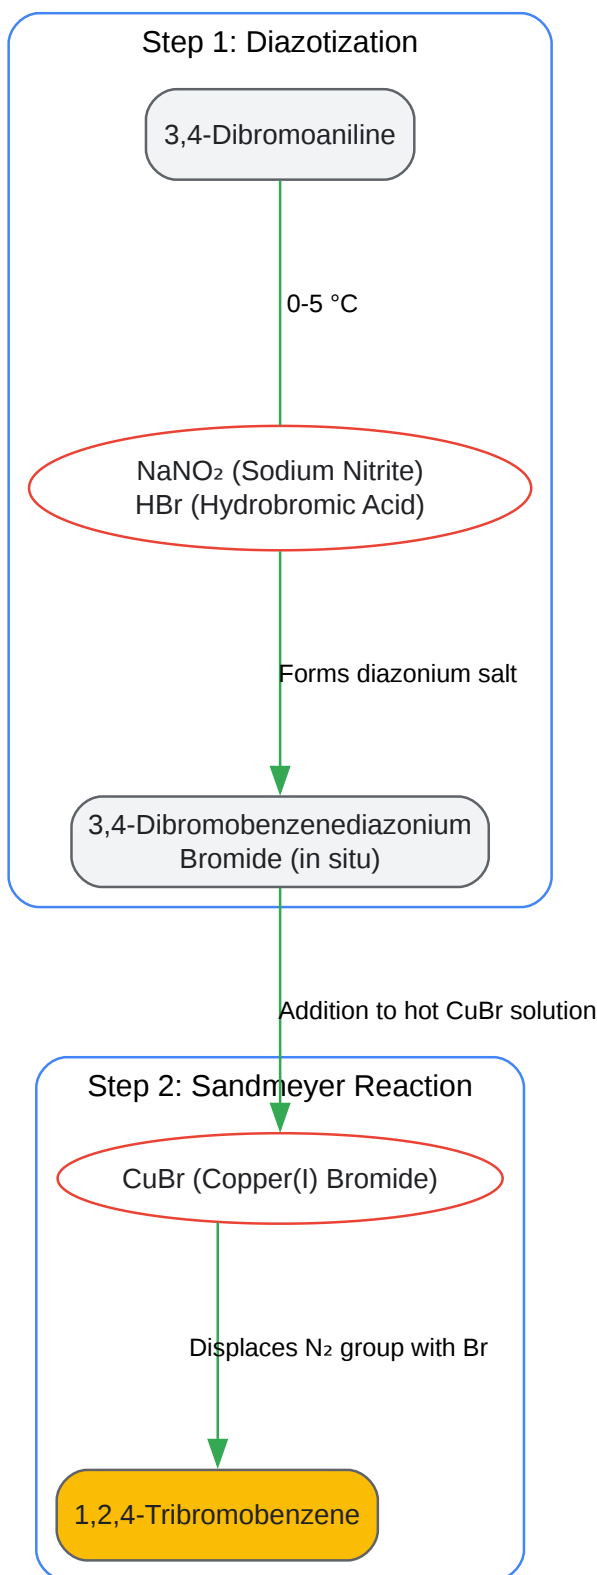 Step 1: Diazotization
3,4-Dibromoaniline
0-5 °C
NaNO₂ (Sodium Nitrite)
HBr (Hydrobromic Acid)
Forms diazonium salt
3,4-Dibromobenzenediazonium
Bromide (in situ)
Addition to hot CuBr solution
Step 2: Sandmeyer Reaction
CuBr (Copper(I) Bromide)
Displaces N₂ group with Br
1,2,4-Tribromobenzene